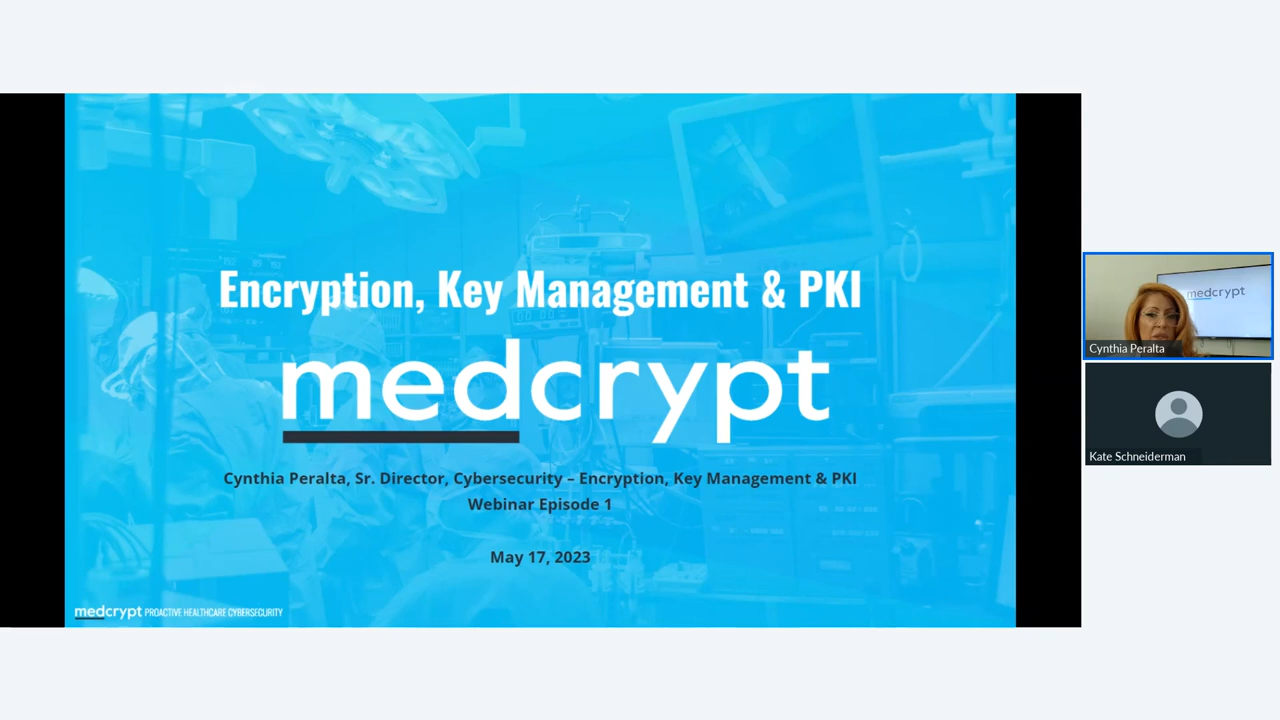 Encryption, Key Management & PKI
medcrypt
Cynthia Peralta, Sr. Director, Cybersecurity – Encryption, Key Management & PKI
Webinar Episode 1
May 17, 2023
medcrypt PROACTIVE HEALTHCARE CYBERSECURITY
medcrypt
Cynthia Peralta
Kate Schneiderman